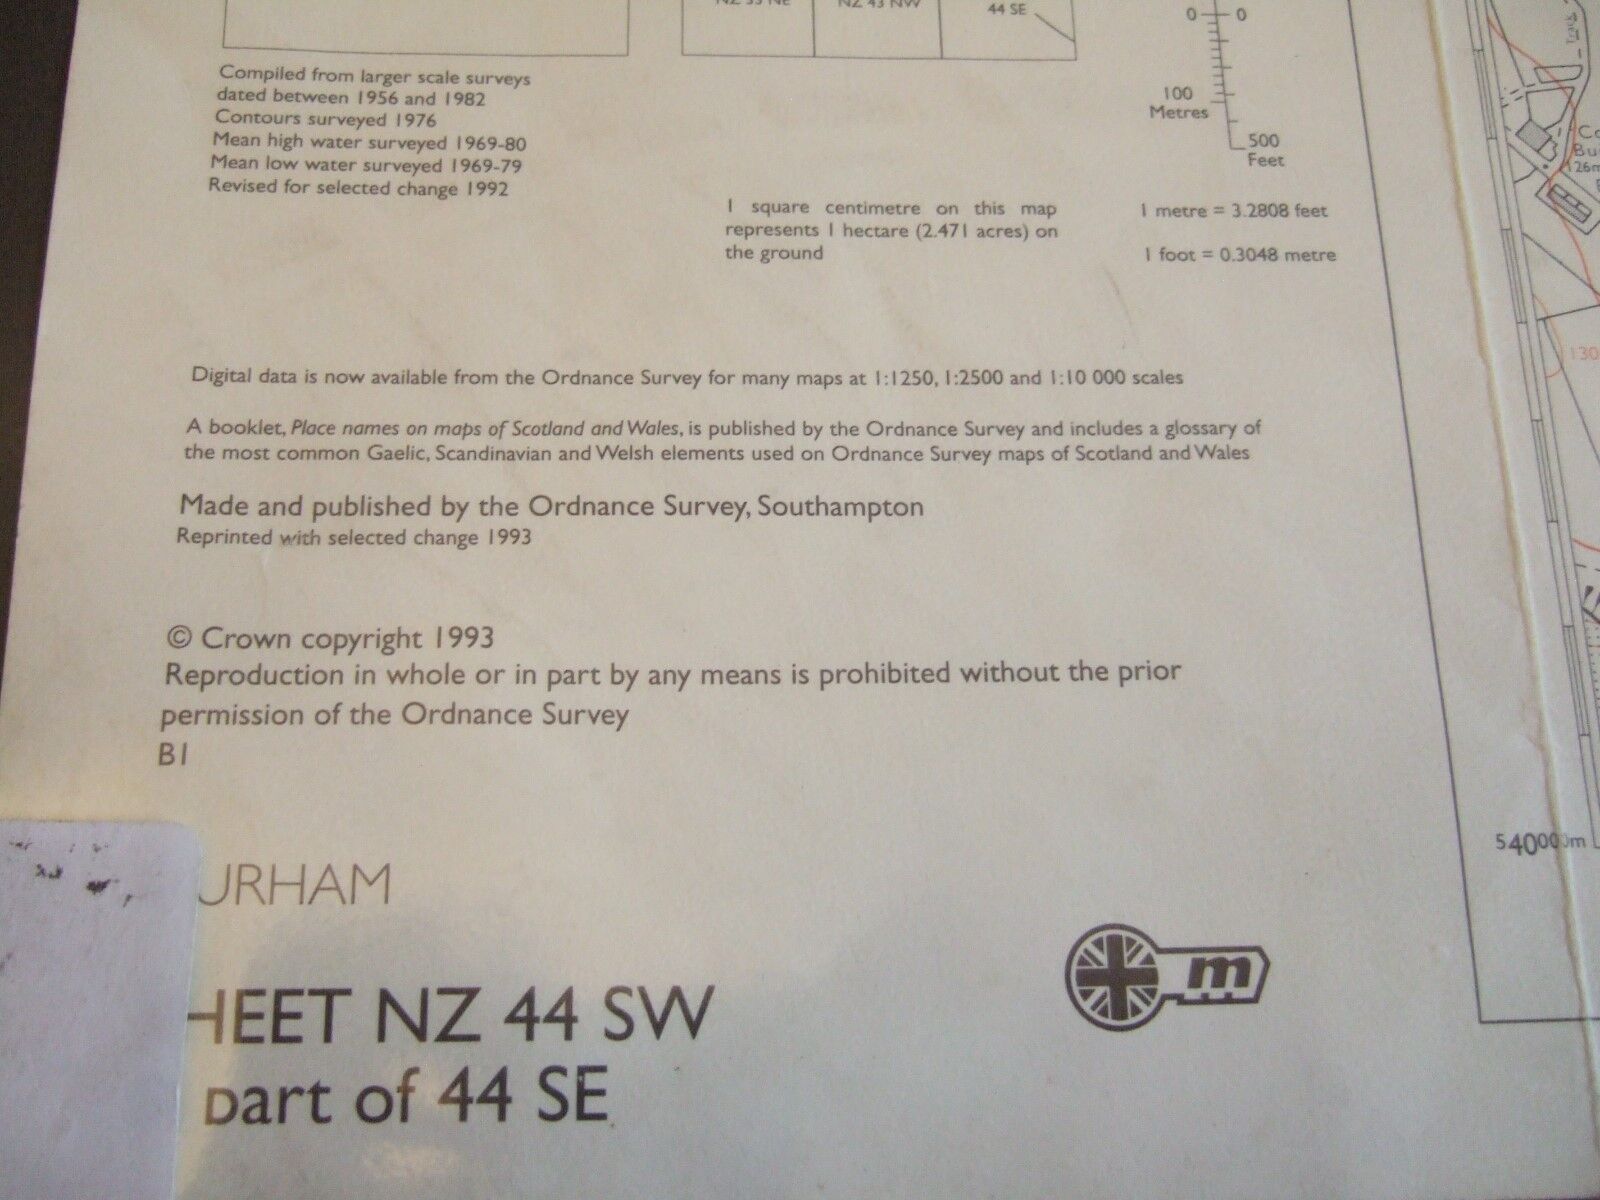 NZ 43 NW
44 SE
Compiled from larger scale surveys
dated between 1956 and 1982
Contours surveyed 1976
Mean high water surveyed 1969-80
Mean low water surveyed 1969-79
Revised for selected change 1992
1 square centimetre on this map
represents 1 hectare (2.471 acres) on
the ground
0 0
100
Metres
500
Feet
1 metre = 3.2808 feet
1 foot = 0.3048 metre
Track
126m
130
Digital data is now available from the Ordnance Survey for many maps at 1:1250, 1:2500 and 1:10 000 scales
A booklet, Place names on maps of Scotland and Wales, is published by the Ordnance Survey and includes a glossary of
the most common Gaelic, Scandinavian and Welsh elements used on Ordnance Survey maps of Scotland and Wales
Made and published by the Ordnance Survey, Southampton
Reprinted with selected change 1993
© Crown copyright 1993
Reproduction in whole or in part by any means is prohibited without the prior
permission of the Ordnance Survey
B1
540000m
URHAM
HEET NZ 44 SW
part of 44 SE
m